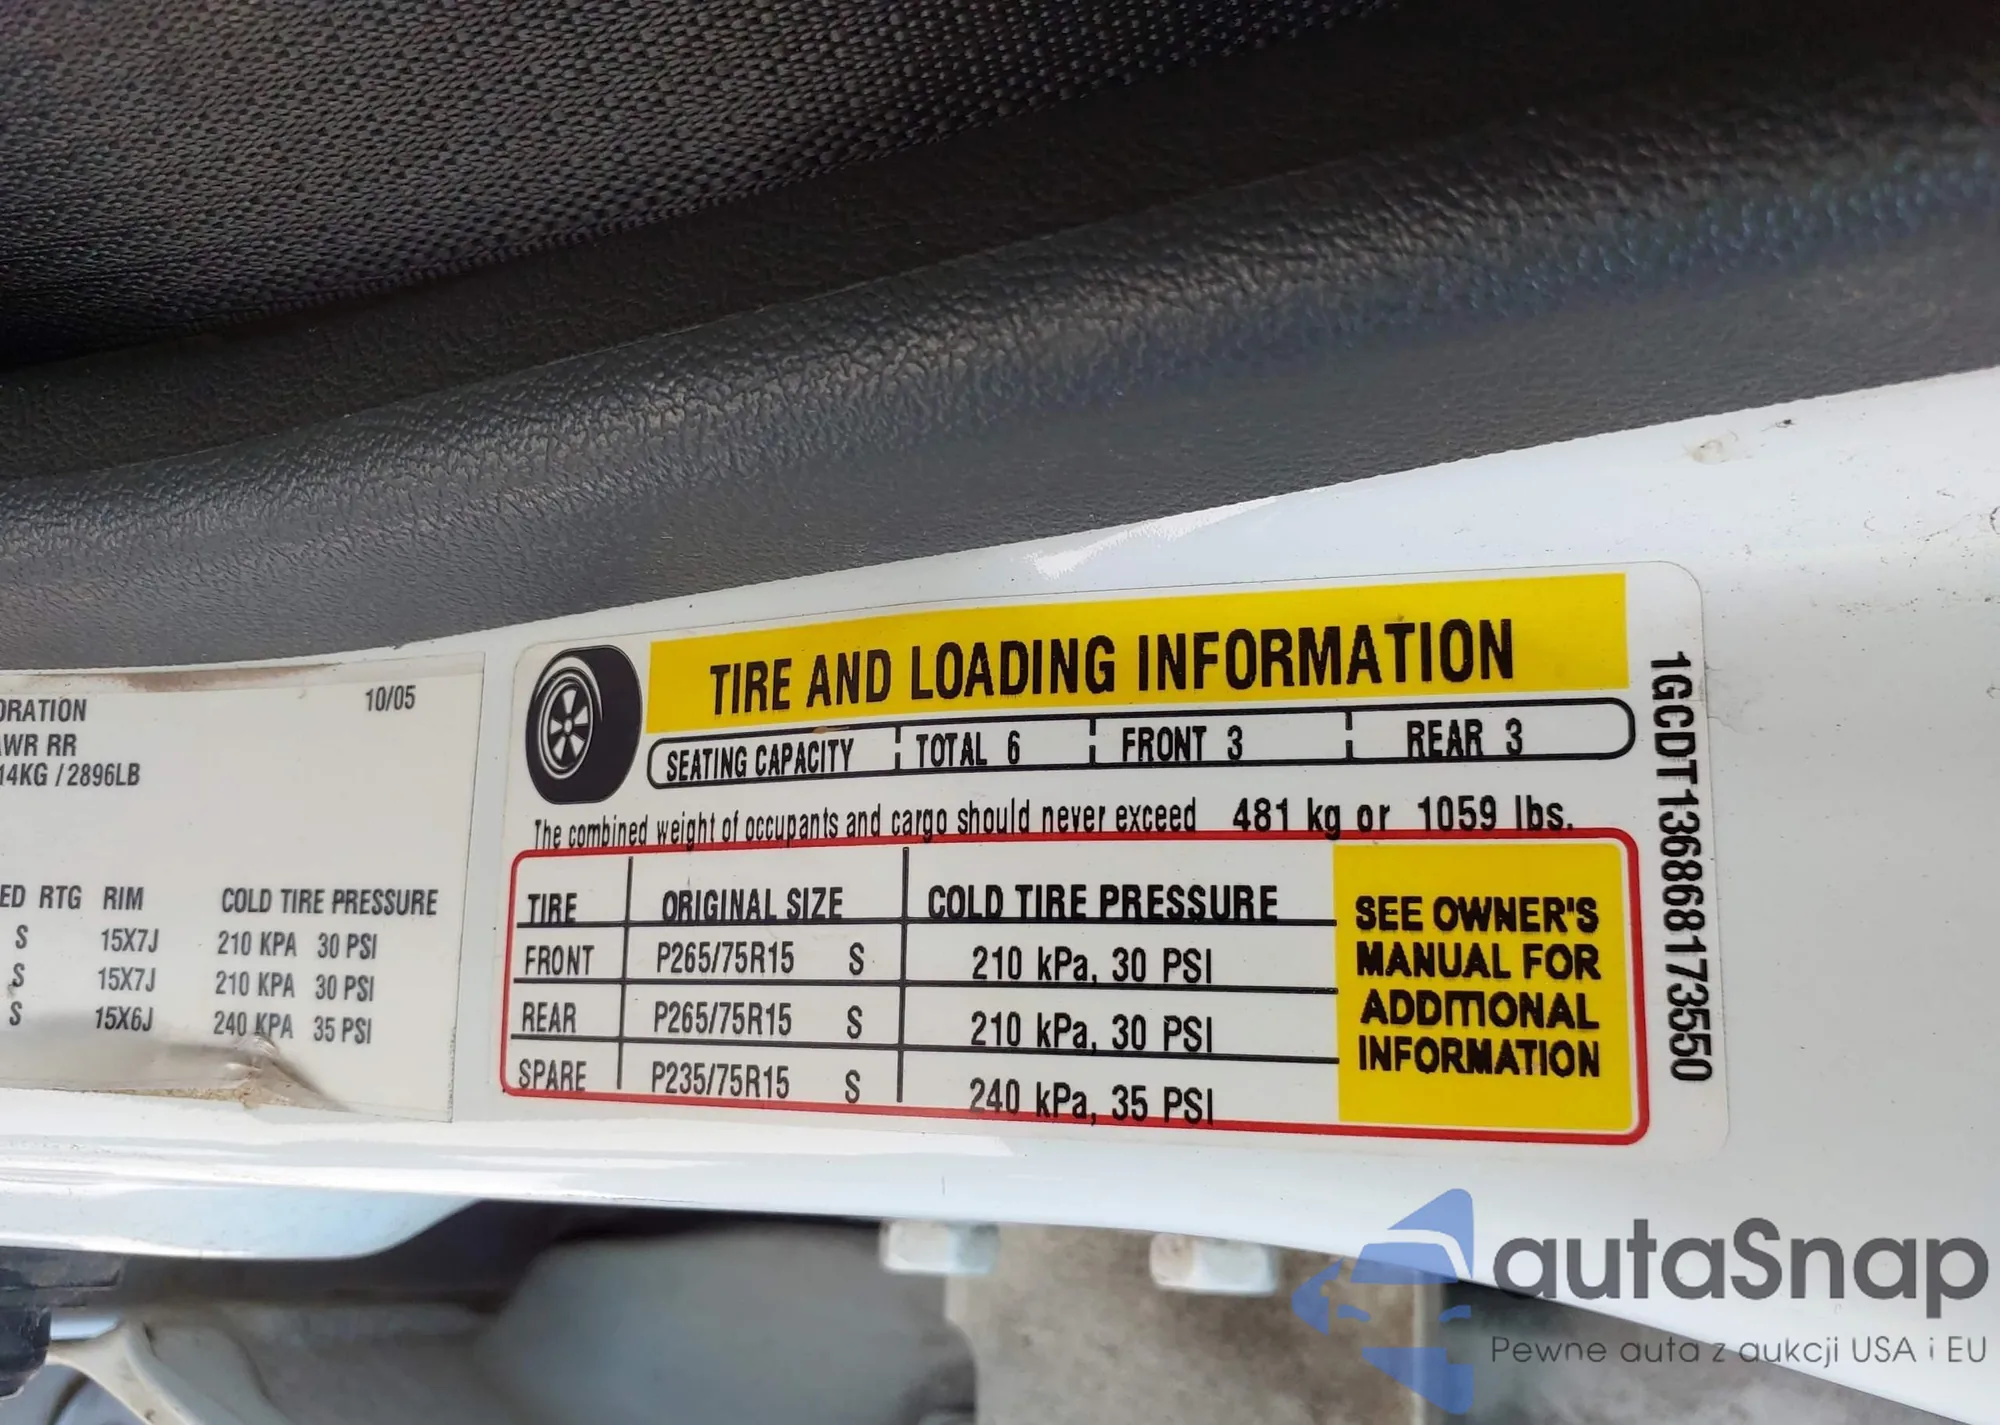 ORATION 10/05
AWR RR
14KG / 2896LB
ED RTG RIM COLD TIRE PRESSURE
S 15X7J 210 KPA 30 PSI
S 15X7J 210 KPA 30 PSI
S 15X6J 240 KPA 35 PSI
TIRE AND LOADING INFORMATION
SEATING CAPACITY TOTAL 6 FRONT 3 REAR 3
The combined weight of occupants and cargo should never exceed 481 kg or 1059 lbs.
TIRE ORIGINAL SIZE COLD TIRE PRESSURE
FRONT P265/75R15 S 210 kPa, 30 PSI
REAR P265/75R15 S 210 kPa, 30 PSI
SPARE P235/75R15 S 240 kPa, 35 PSI
SEE OWNER'S
MANUAL FOR
ADDITIONAL
INFORMATION
1GCDT136868173550
autaSnap
Pewne auta z aukcji USA i EU